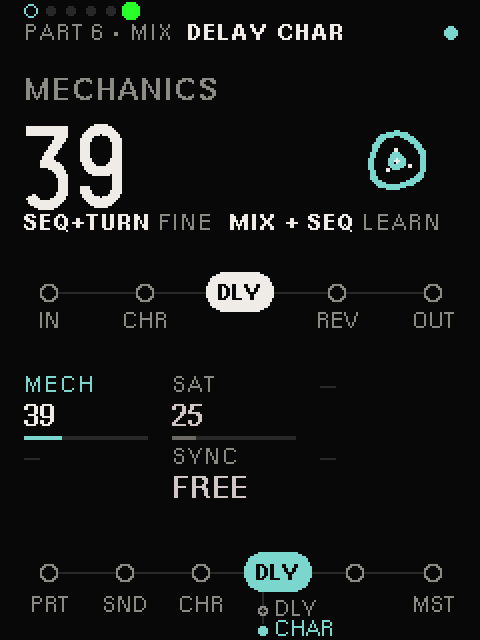 PART 6 · MIX DELAY CHAR
MECHANICS
39
SEQ+TURN FINE MIX + SEQ LEARN
DLY
IN CHR REV OUT
MECH SAT —
39 25
— SYNC —
FREE
DLY
PRT SND CHR DLY MST
CHAR